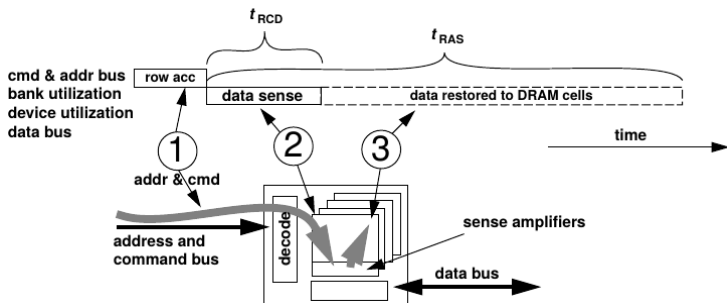 tRCD
tRAS
cmd & addr bus
row acc
bank utilization
data sense
data restored to DRAM cells
device utilization
data bus
time
1
2
3
addr & cmd
decode
sense amplifiers
address and
command bus
data bus